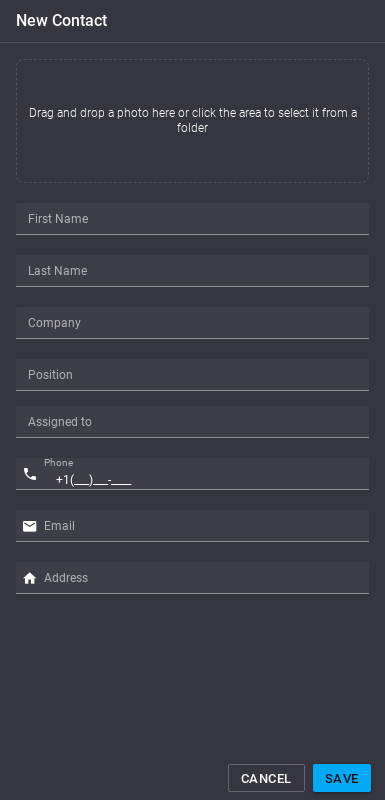 New Contact
Drag and drop a photo here or click the area to select it from a
folder
First Name
Last Name
Company
Position
Assigned to
Phone
+1(___)___-____
Email
Address
CANCEL SAVE